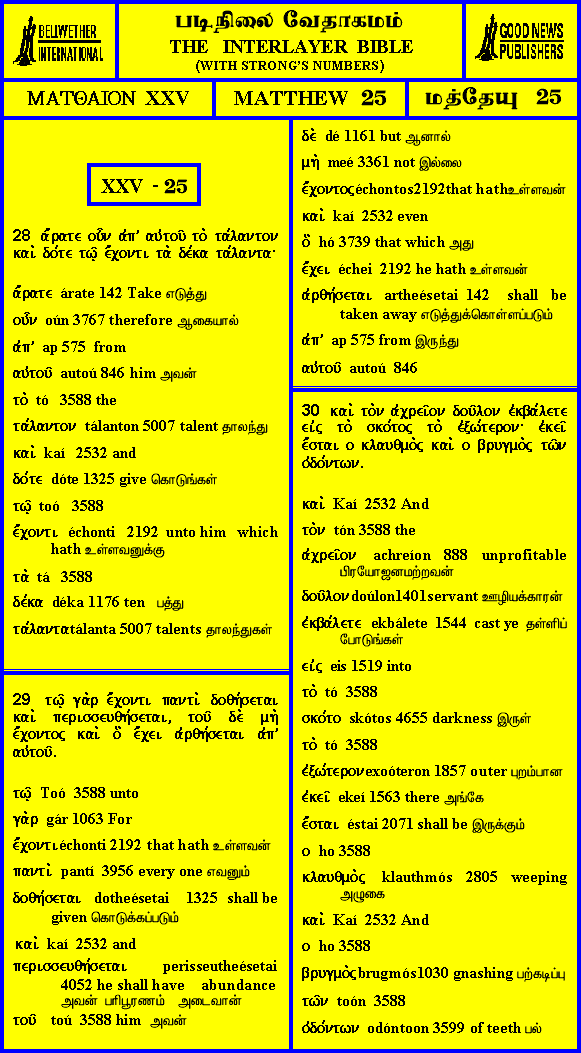 BELLWETHER
INTERNATIONAL
படிநிலை வேதாகமம்
THE INTERLAYER BIBLE
(WITH STRONG'S NUMBERS)
GOOD NEWS
PUBLISHERS
ΜΑΤΘΑΙΟΝ XXV
MATTHEW 25
மத்தேயு 25
XXV - 25
28 ἄρατε οὖν ἀπ' αὐτοῦ τὸ τάλαντον
καὶ δότε τῷ ἔχοντι τὰ δέκα τάλαντα·
ἄρατε árate 142 Take எடுத்து
οὖν oún 3767 therefore ஆகையால்
ἀπ' ap 575 from
αὐτοῦ autoú 846 him அவன்
τὸ tó 3588 the
τάλαντον tálanton 5007 talent தாலந்து
καὶ kaí 2532 and
δότε dóte 1325 give கொடுங்கள்
τῷ toó 3588
ἔχοντι échonti 2192 unto him which
hath உள்ளவனுக்கு
τὰ tá 3588
δέκα déka 1176 ten பத்து
τάλαντα tálanta 5007 talents தாலந்துகள்
29 τῷ γὰρ ἔχοντι παντὶ δοθήσεται
καὶ περισσευθήσεται, τοῦ δὲ μὴ
ἔχοντος καὶ ὃ ἔχει ἀρθήσεται ἀπ'
αὐτοῦ.
τῷ Toó 3588 unto
γὰρ gár 1063 For
ἔχοντι échonti 2192 that hath உள்ளவன்
παντὶ pantí 3956 every one எவனும்
δοθήσεται dotheésetai 1325 shall be
given கொடுக்கப்படும்
καὶ kaí 2532 and
περισσευθήσεται perisseutheésetai
4052 he shall have abundance
அவன் பரிபூரணம் அடைவான்
τοῦ toú 3588 him அவன்
δὲ dé 1161 but ஆனால்
μὴ meé 3361 not இல்லை
ἔχοντος échontos 2192 that hath உள்ளவன்
καὶ kaí 2532 even
ὃ hó 3739 that which அது
ἔχει échei 2192 he hath உள்ளவன்
ἀρθήσεται artheésetai 142 shall be
taken away எடுத்துக்கொள்ளப்படும்
ἀπ' ap 575 from இருந்து
αὐτοῦ autoú 846
30 καὶ τὸν ἀχρεῖον δοῦλον ἐκβάλετε
εἰς τὸ σκότος τὸ ἐξώτερον· ἐκεῖ
ἔσται ο κλαυθμὸς καὶ ο βρυγμὸς τῶν
ὀδόντων.
καὶ Kaí 2532 And
τὸν tón 3588 the
ἀχρεῖον achreíon 888 unprofitable
பிரயோஜனமற்றவன்
δοῦλον doúlon 1401 servant ஊழியக்காரன்
ἐκβάλετε ekbálete 1544 cast ye தள்ளிப்
போடுங்கள்
εἰς eis 1519 into
τὸ tó 3588
σκότο skótos 4655 darkness இருள்
τὸ tó 3588
ἐξώτερον exoóteron 1857 outer புறம்பான
ἐκεῖ ekeí 1563 there அங்கே
ἔσται éstai 2071 shall be இருக்கும்
ο ho 3588
κλαυθμὸς klauthmós 2805 weeping
அழுகை
καὶ Kaí 2532 And
ο ho 3588
βρυγμὸς brugmós 1030 gnashing பற்கடிப்பு
τῶν toón 3588
ὀδόντων odóntoon 3599 of teeth பல்